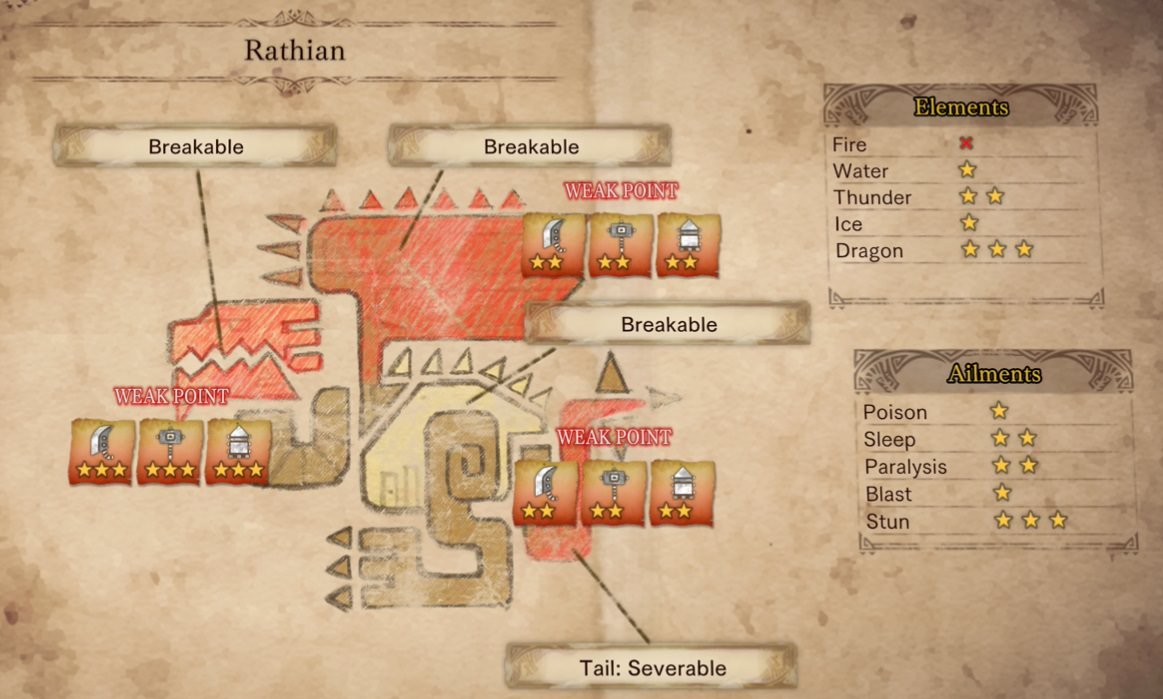 Rathian
Breakable
Breakable
WEAK POINT
Breakable
WEAK POINT
WEAK POINT
Tail: Severable
Elements
Fire
Water
Thunder
Ice
Dragon
Ailments
Poison
Sleep
Paralysis
Blast
Stun